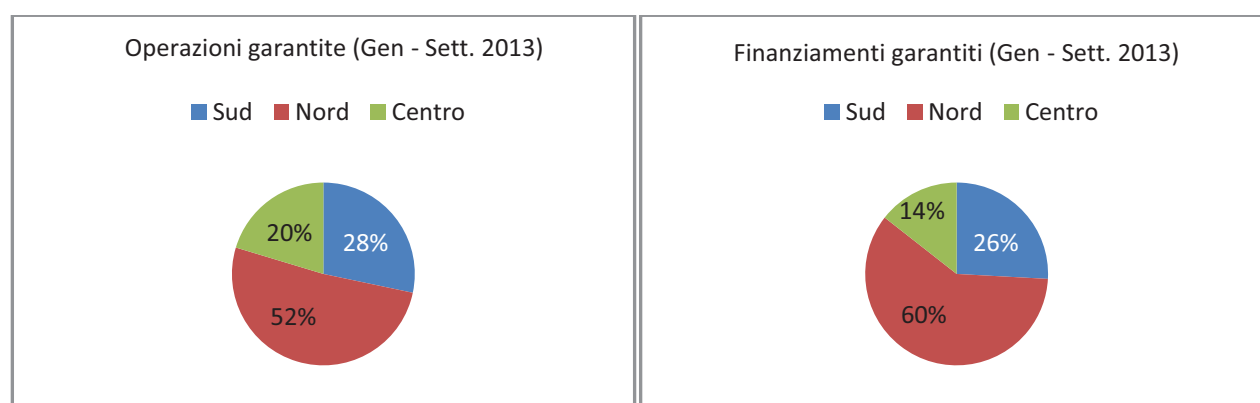 Operazioni garantite (Gen - Sett. 2013)
Sud Nord Centro
20%
28%
52%
Finanziamenti garantiti (Gen - Sett. 2013)
Sud Nord Centro
14%
26%
60%